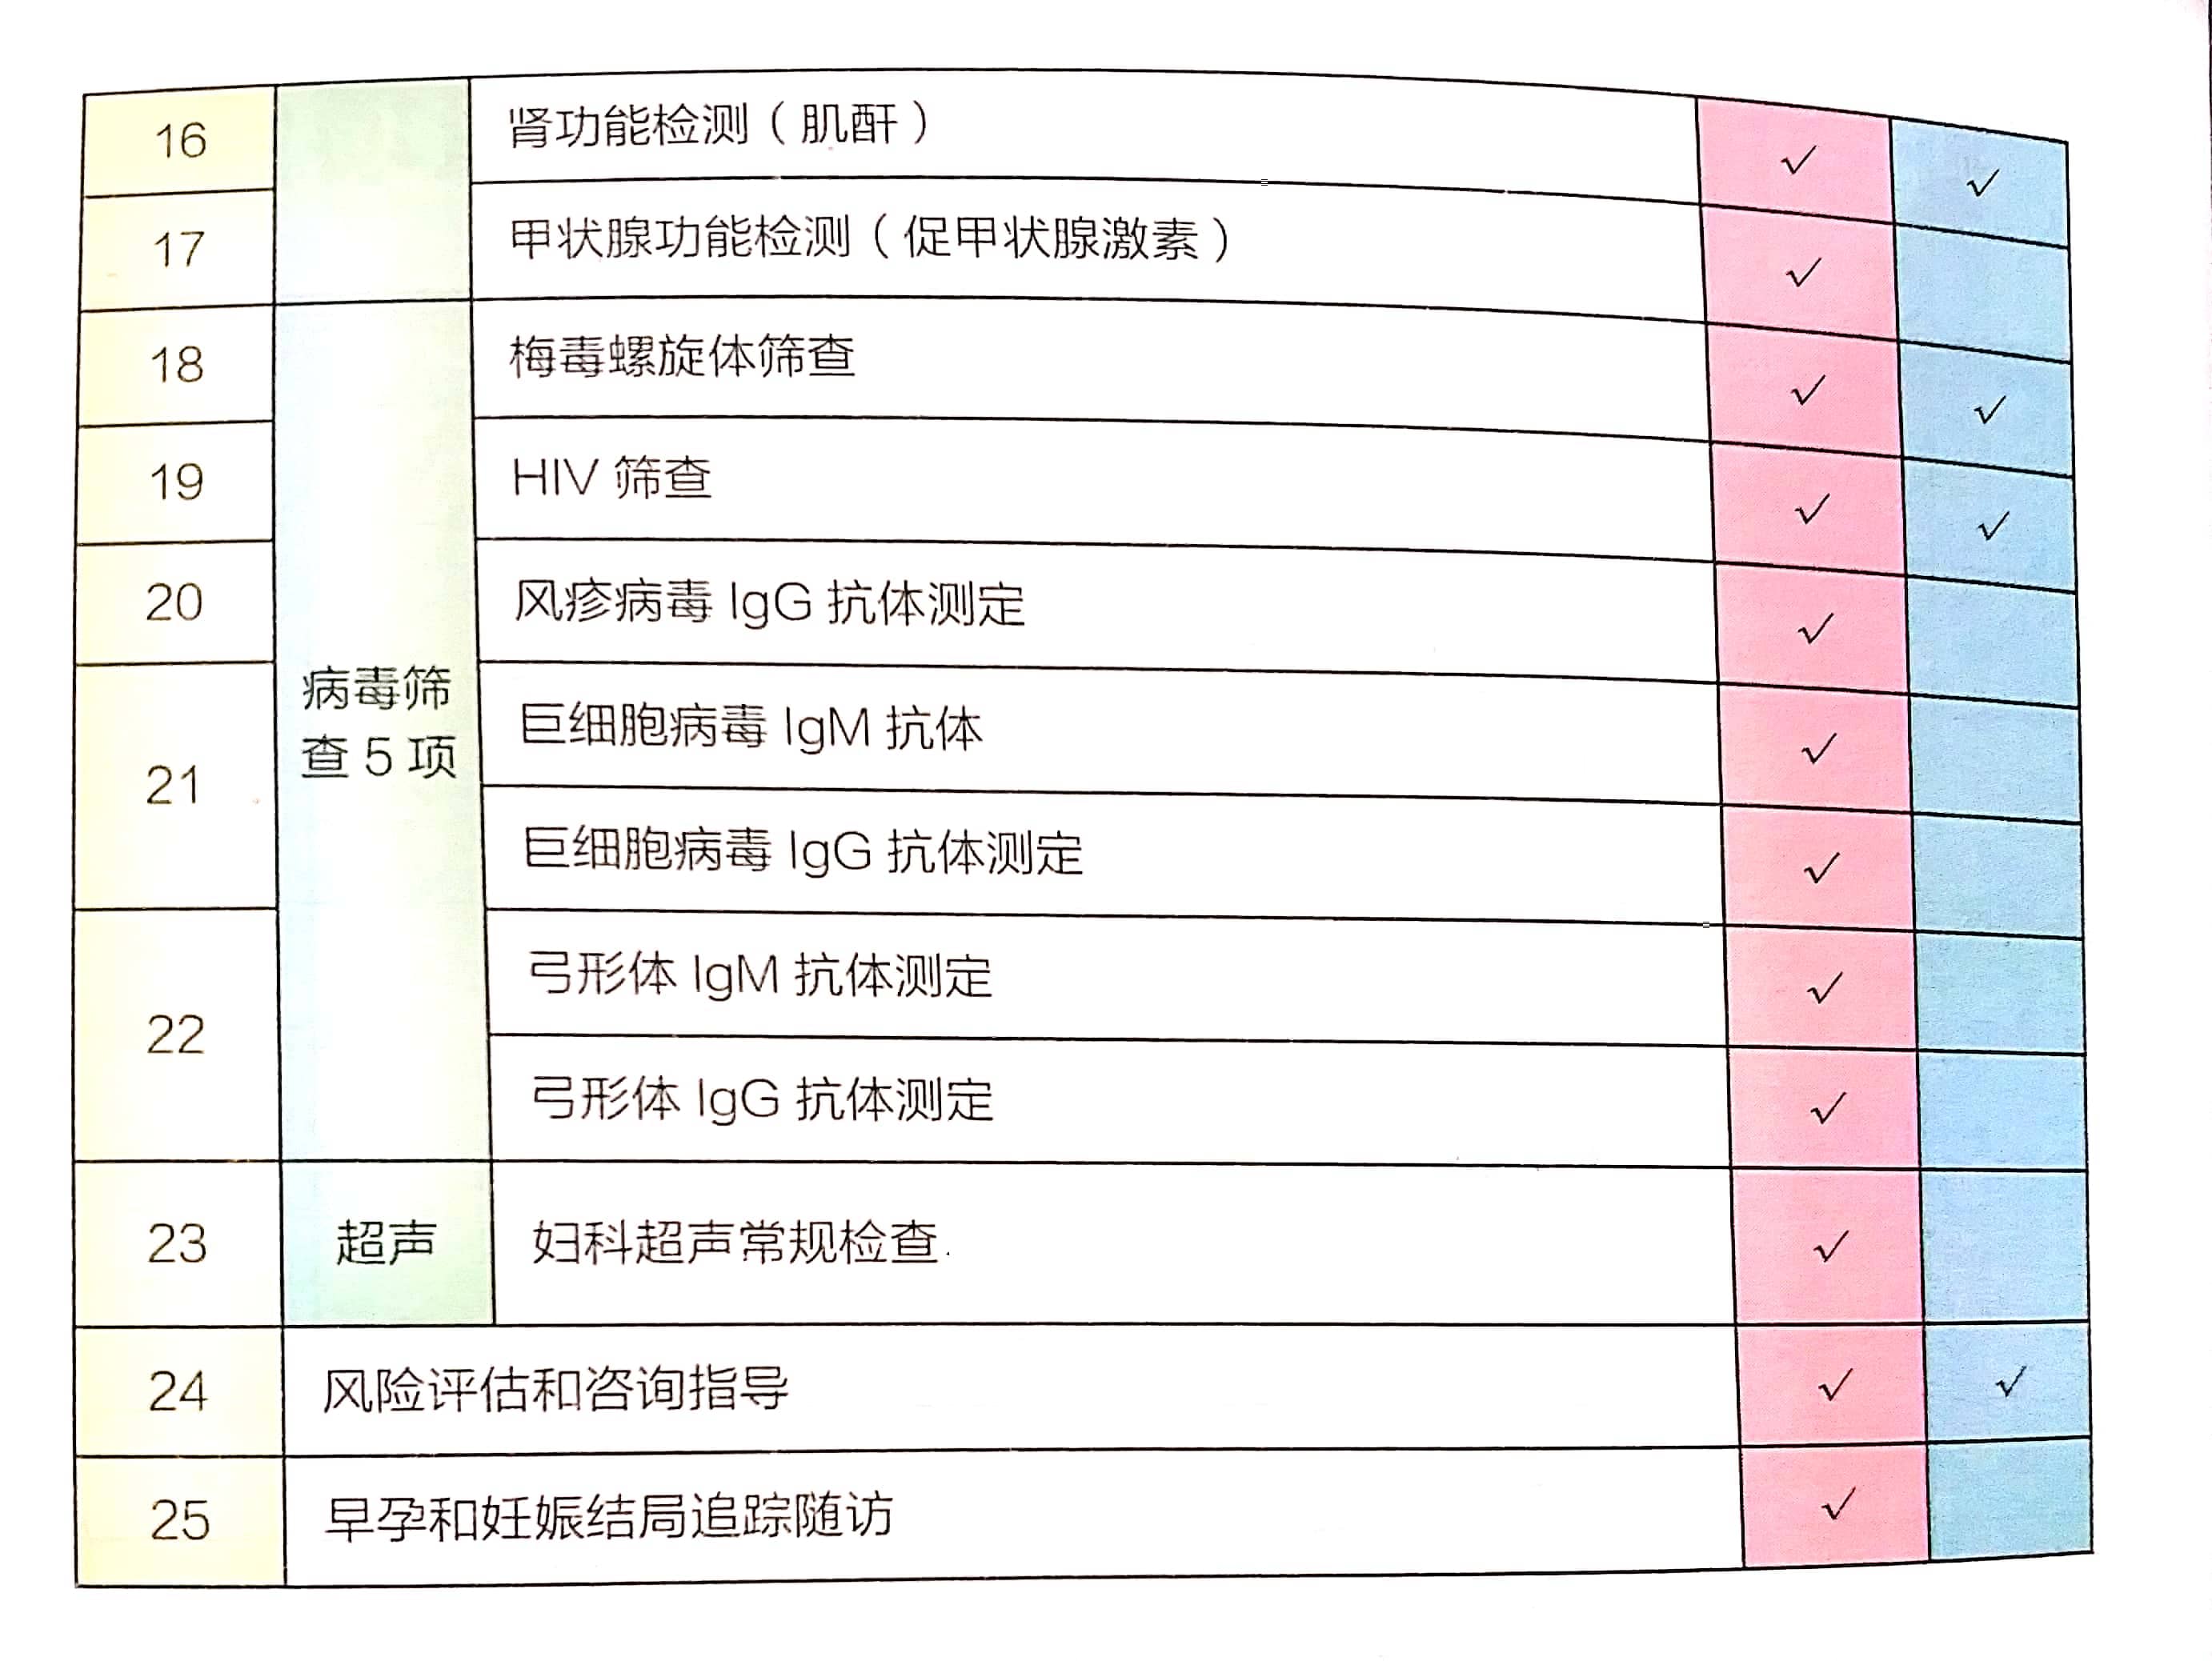 16 肾功能检测（肌酐） √ √
17 甲状腺功能检测（促甲状腺激素） √
18 梅毒螺旋体筛查 √ √
19 HIV 筛查 √ √
20 风疹病毒 IgG 抗体测定 √
病毒筛
查 5 项
21 巨细胞病毒 IgM 抗体 √
巨细胞病毒 IgG 抗体测定 √
22 弓形体 IgM 抗体测定 √
弓形体 IgG 抗体测定 √
23 超声 妇科超声常规检查 √
24 风险评估和咨询指导 √ √
25 早孕和妊娠结局追踪随访 √